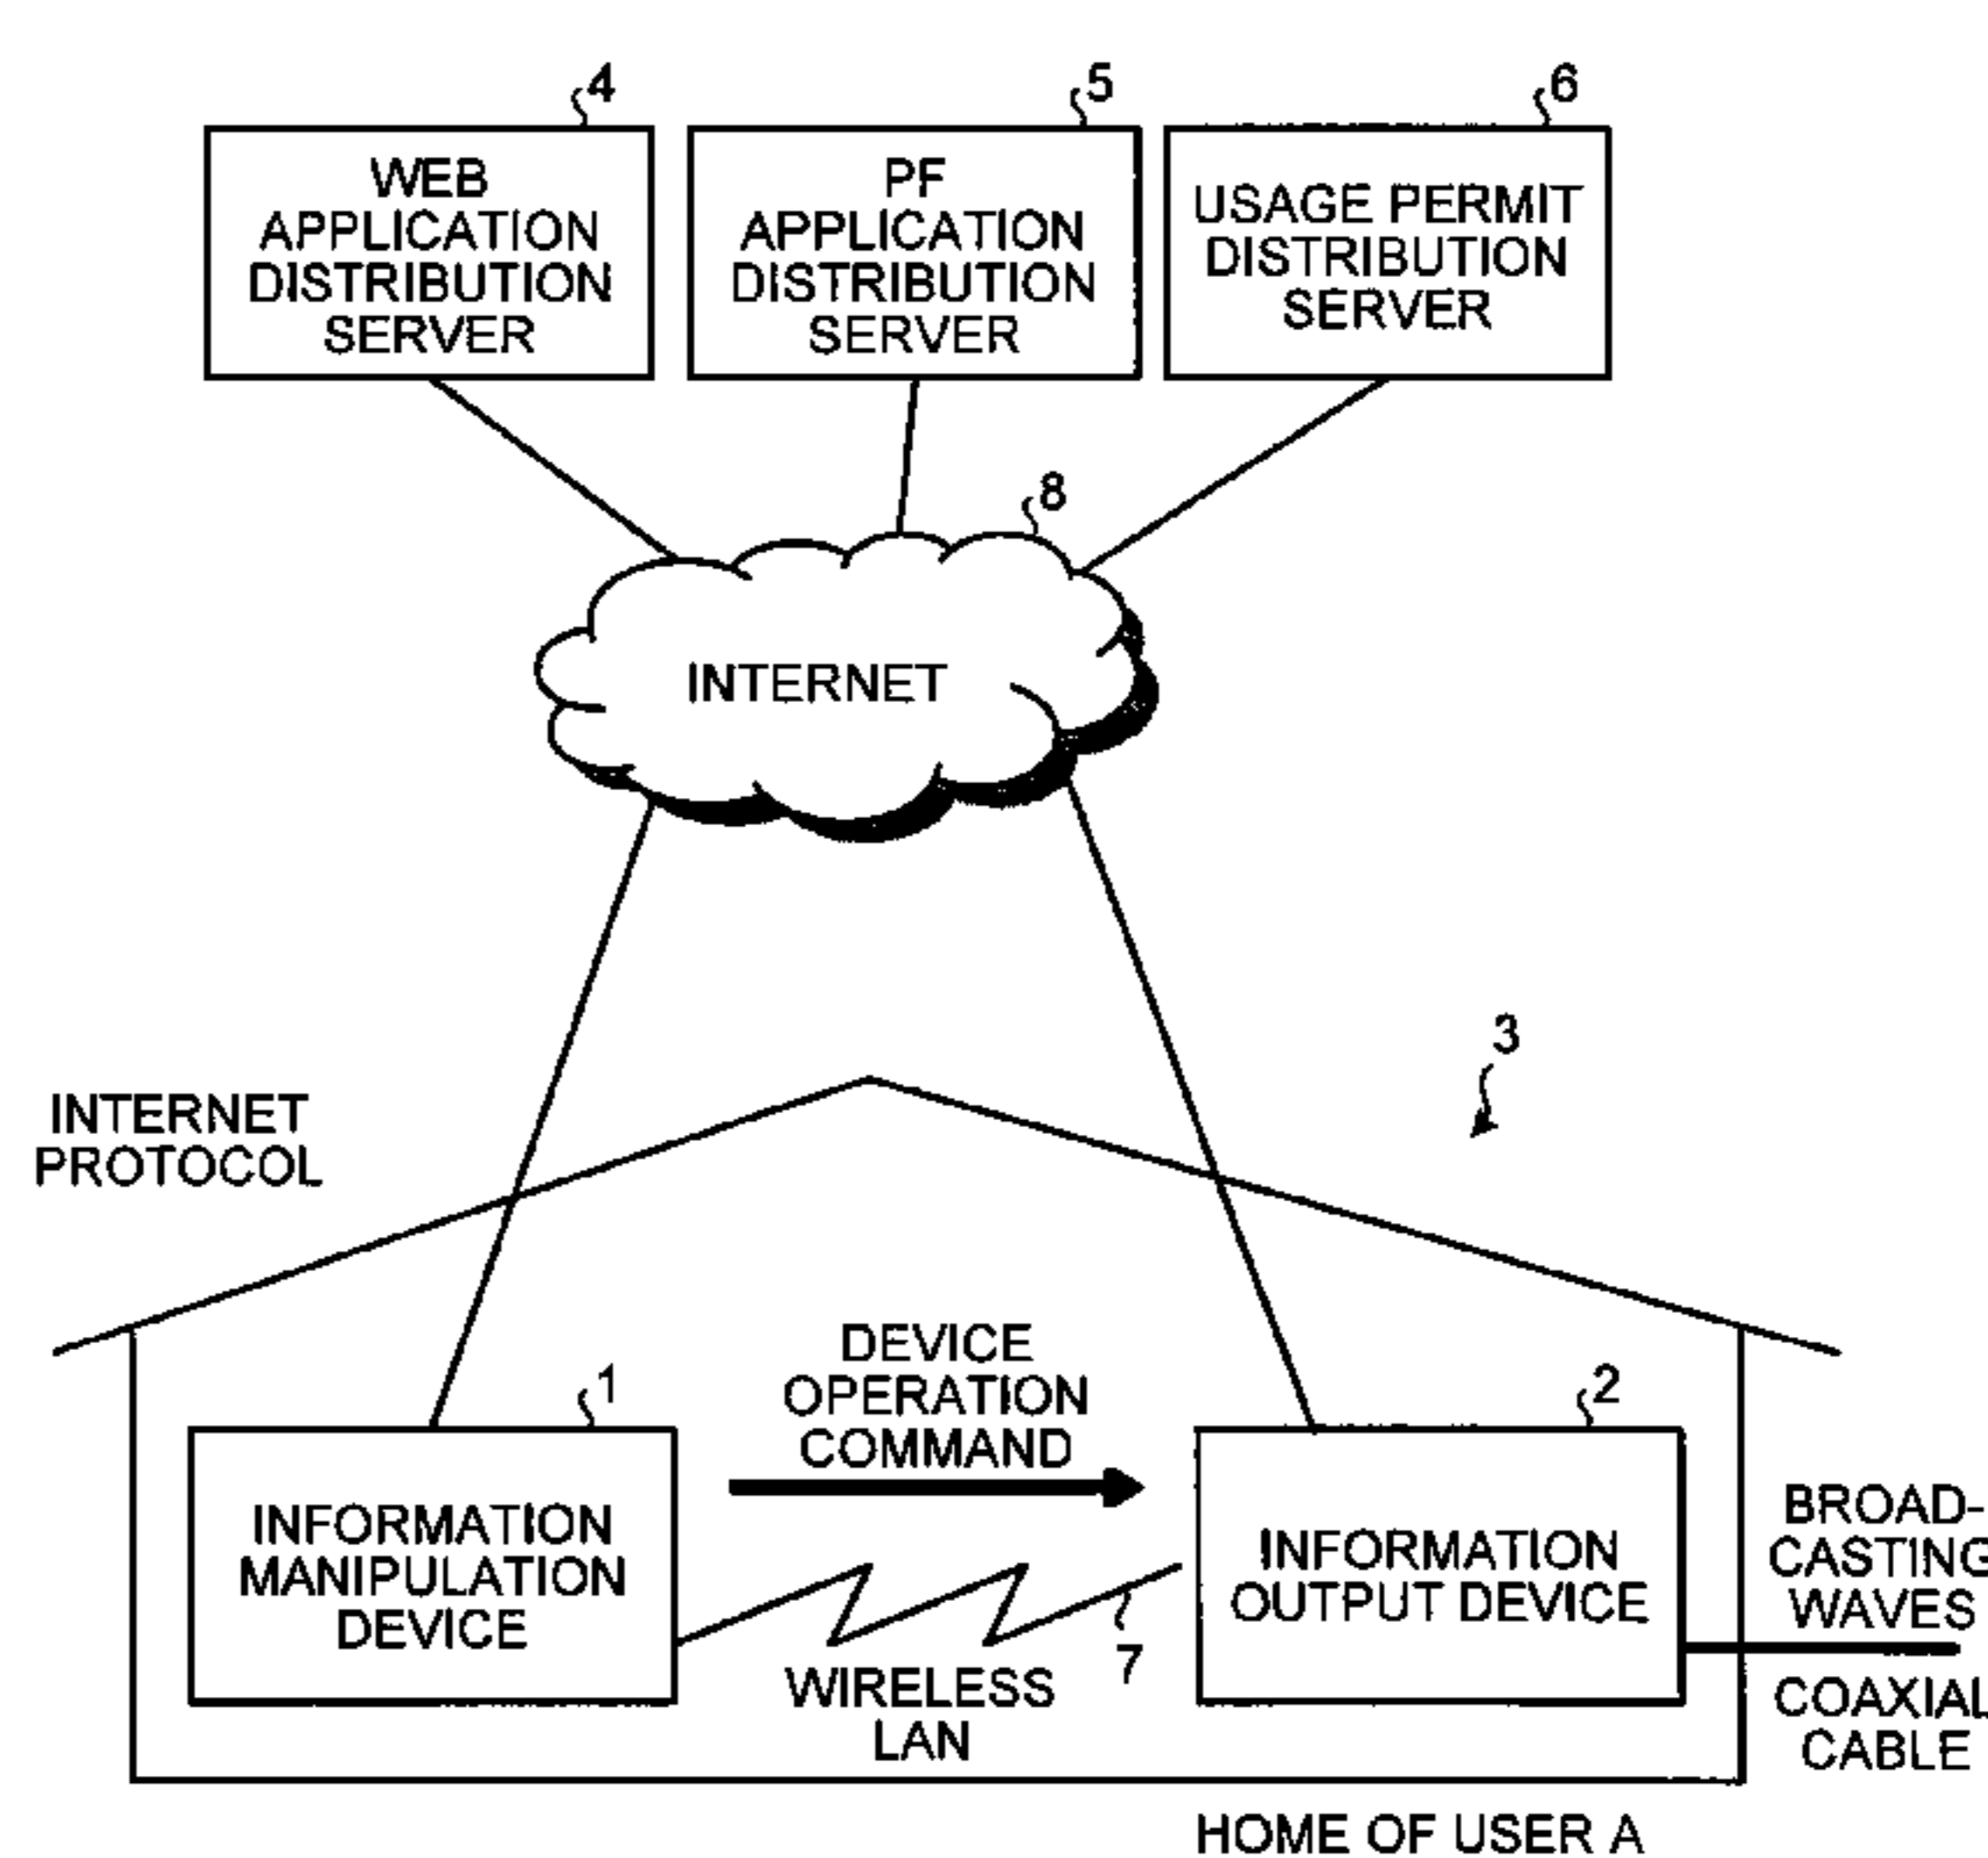 4
5
6
WEB
APPLICATION
DISTRIBUTION
SERVER
PF
APPLICATION
DISTRIBUTION
SERVER
USAGE PERMIT
DISTRIBUTION
SERVER
8
INTERNET
3
INTERNET
PROTOCOL
DEVICE
OPERATION
COMMAND
1
2
INFORMATION
MANIPULATION
DEVICE
INFORMATION
OUTPUT DEVICE
BROAD-
CASTING
WAVES
7
WIRELESS
LAN
COAXIAL
CABLE
HOME OF USER A